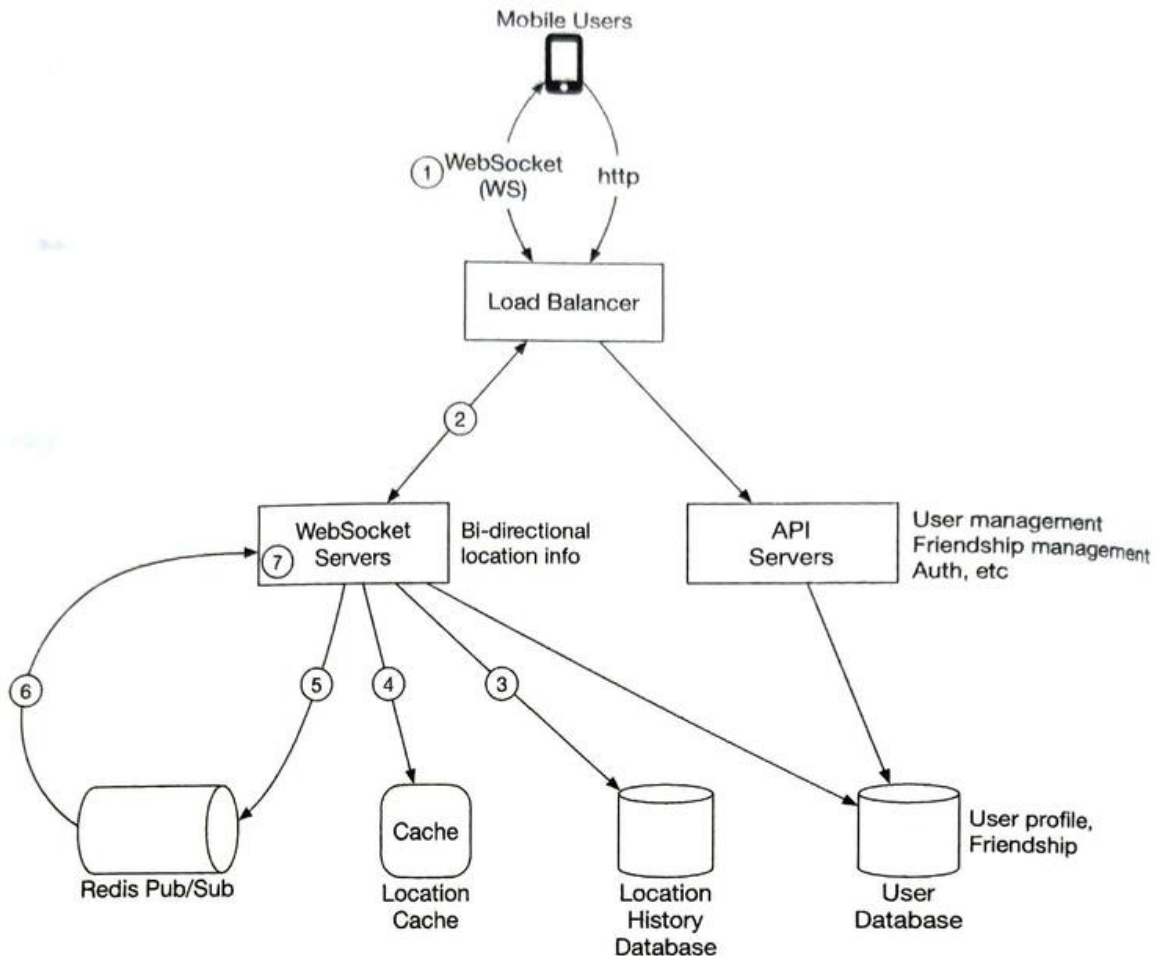 Mobile Users
1
WebSocket
(WS)
http
Load Balancer
2
WebSocket
Servers
7
Bi-directional
location info
API
Servers
User management
Friendship management
Auth, etc
6
5
4
3
Redis Pub/Sub
Cache
Location
Cache
Location
History
Database
User
Database
User profile,
Friendship